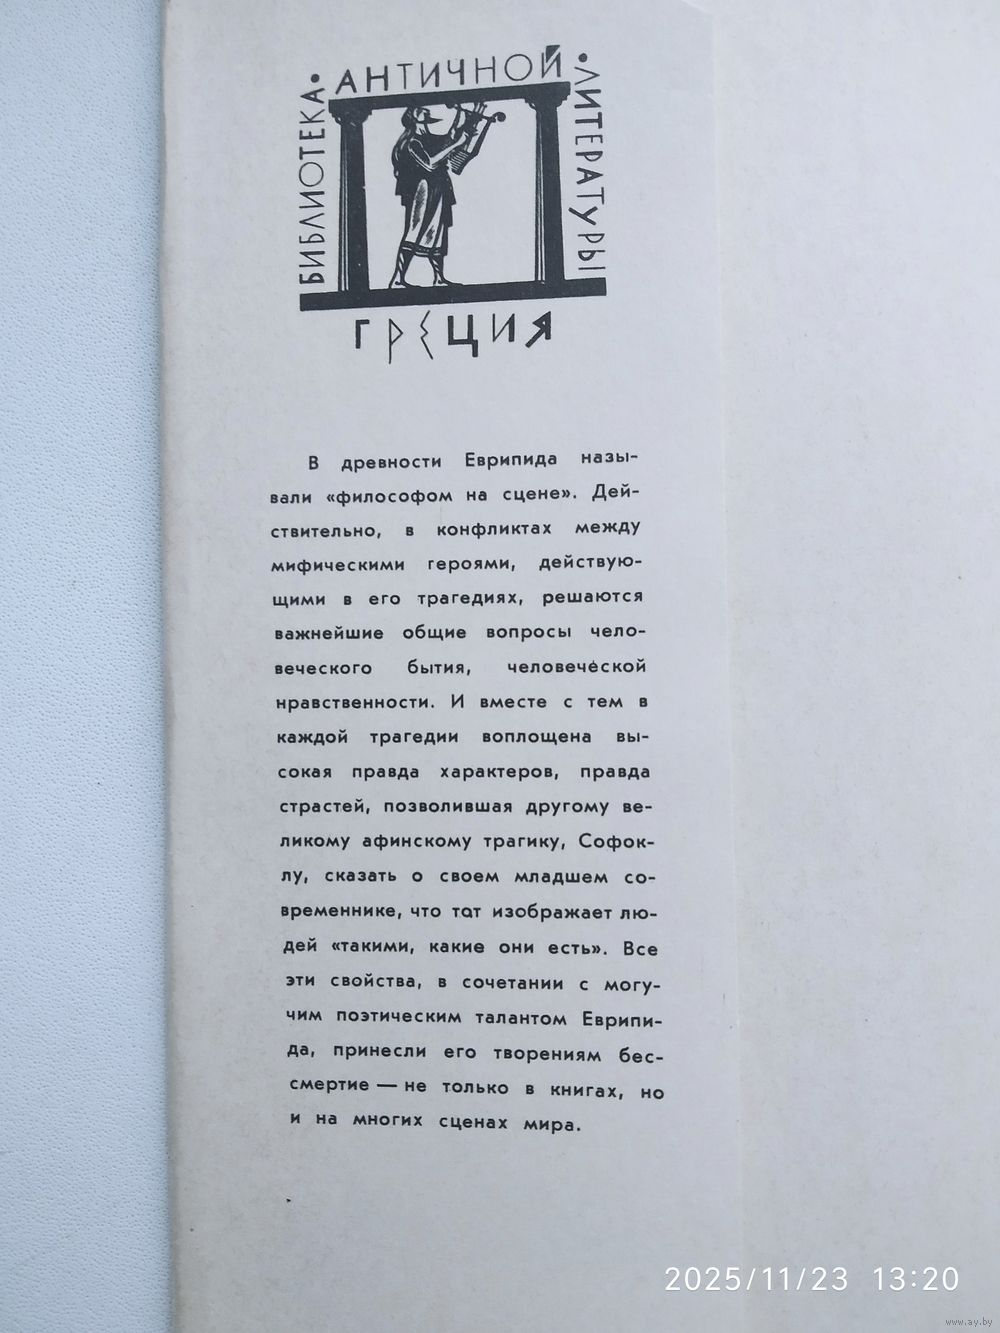 БИБЛИОТЕКА • АНТИЧНОЙ • ЛИТЕРАТУРЫ
ГРЕЦИЯ
В древности Еврипида назы-
вали «философом на сцене». Дей-
ствительно, в конфликтах между
мифическими героями, действую-
щими в его трагедиях, решаются
важнейшие общие вопросы чело-
веческого бытия, человеческой
нравственности. И вместе с тем в
каждой трагедии воплощена вы-
сокая правда характеров, правда
страстей, позволившая другому ве-
ликому афинскому трагику, Софок-
лу, сказать о своем младшем со-
временнике, что тот изображает лю-
дей «такими, какие они есть». Все
эти свойства, в сочетании с могу-
чим поэтическим талантом Еврипи-
да, принесли его творениям бес-
смертие — не только в книгах, но
и на многих сценах мира.
2025/11/23 13:20
www.ay.by